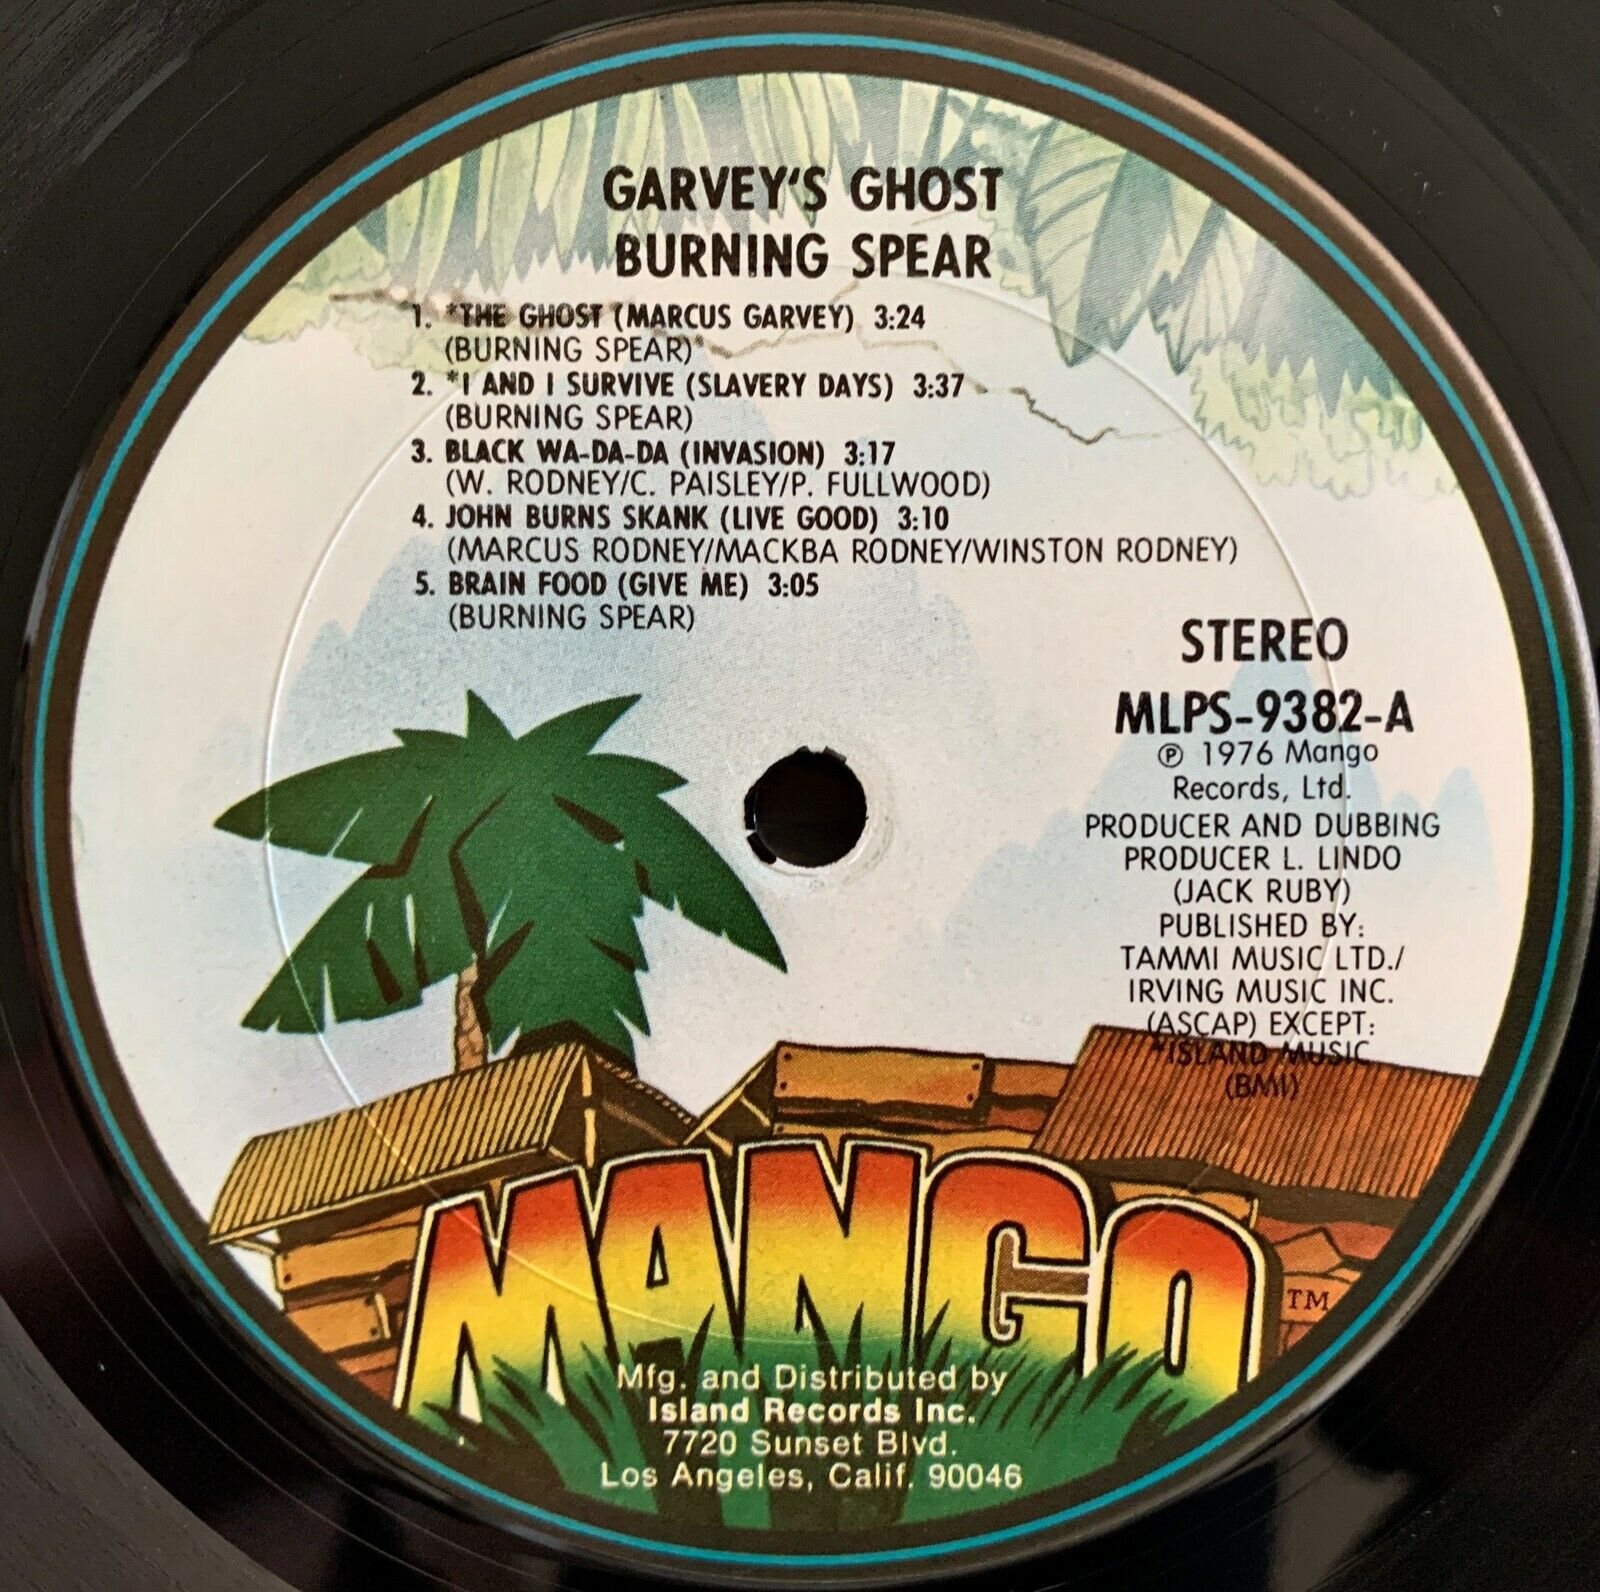 GARVEY'S GHOST
BURNING SPEAR
1. *THE GHOST (MARCUS GARVEY) 3:24
(BURNING SPEAR)
2. *I AND I SURVIVE (SLAVERY DAYS) 3:37
(BURNING SPEAR)
3. BLACK WA-DA-DA (INVASION) 3:17
(W. RODNEY/C. PAISLEY/P. FULLWOOD)
4. JOHN BURNS SKANK (LIVE GOOD) 3:10
(MARCUS RODNEY/MACKBA RODNEY/WINSTON RODNEY)
5. BRAIN FOOD (GIVE ME) 3:05
(BURNING SPEAR)
STEREO
MLPS-9382-A
℗ 1976 Mango
Records, Ltd.
PRODUCER AND DUBBING
PRODUCER L. LINDO
(JACK RUBY)
PUBLISHED BY:
TAMMI MUSIC LTD./
IRVING MUSIC INC.
(ASCAP) EXCEPT:
*ISLAND MUSIC
(BMI)
MANGO TM
Mfg. and Distributed by
Island Records Inc.
7720 Sunset Blvd.
Los Angeles, Calif. 90046